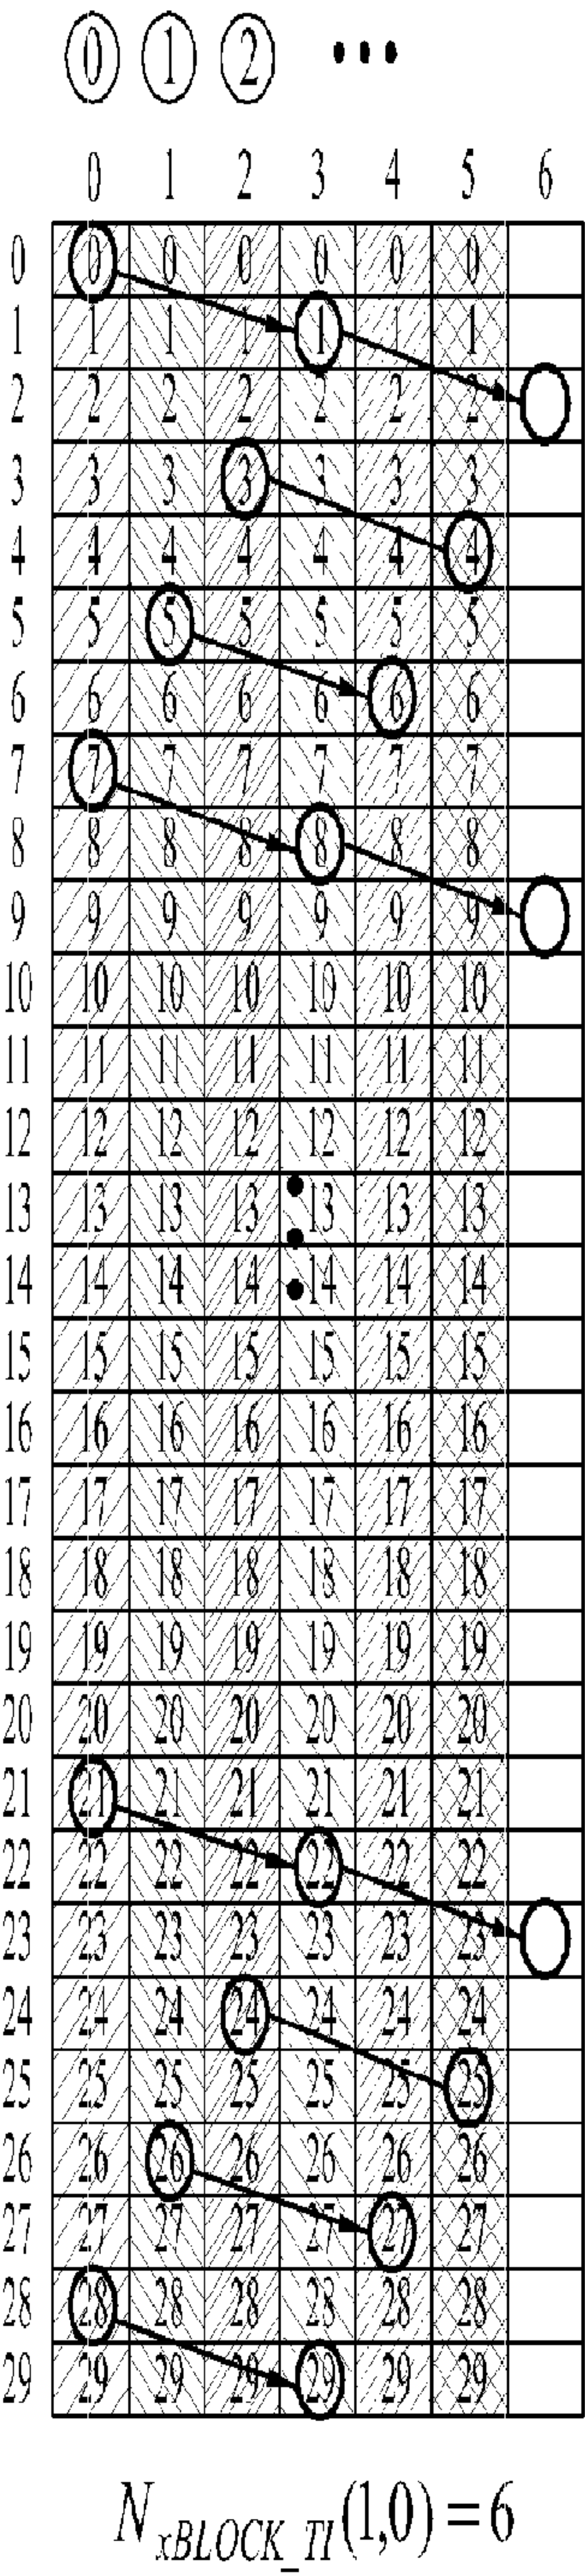 0 1 2 •••
0 1 2 3 4 5 6
0 0 0 0 0 0 0
1 1 1 1 1 1 1
2 2 2 2 2 2 2
3 3 3 3 3 3 3
4 4 4 4 4 4 4
5 5 5 5 5 5 5
6 6 6 6 6 6 6
7 7 7 7 7 7 7
8 8 8 8 8 8 8
9 9 9 9 9 9 9
10 10 10 10 10 10 10
11 11 11 11 11 11 11
12 12 12 12 12 12 12
13 13 13 13 13 13 13
14 14 14 14 14 14 14
15 15 15 15 15 15 15
16 16 16 16 16 16 16
17 17 17 17 17 17 17
18 18 18 18 18 18 18
19 19 19 19 19 19 19
20 20 20 20 20 20 20
21 21 21 21 21 21 21
22 22 22 22 22 22 22
23 23 23 23 23 23 23
24 24 24 24 24 24 24
25 25 25 25 25 25 25
26 26 26 26 26 26 26
27 27 27 27 27 27 27
28 28 28 28 28 28 28
29 29 29 29 29 29 29
N_{xBLOCK_TI}(1,0) = 6